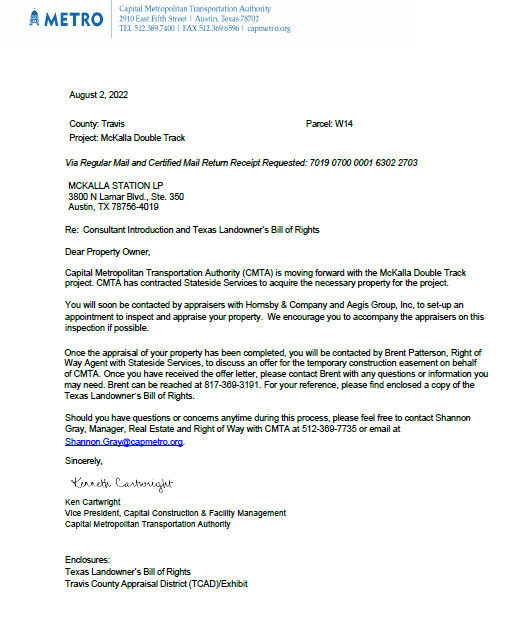 METRO
Capital Metropolitan Transportation Authority
2910 East Fifth Street | Austin, Texas 78702
TEL 512.389.7400 | FAX 512.369.6596 | capmetro.org
August 2, 2022
County: Travis Parcel: W14
Project: McKalla Double Track
Via Regular Mail and Certified Mail Return Receipt Requested: 7019 0700 0001 6302 2703
MCKALLA STATION LP
3800 N Lamar Blvd., Ste. 350
Austin, TX 78756-4019
Re: Consultant Introduction and Texas Landowner's Bill of Rights
Dear Property Owner,
Capital Metropolitan Transportation Authority (CMTA) is moving forward with the McKalla Double Track
project. CMTA has contracted Stateside Services to acquire the necessary property for the project.
You will soon be contacted by appraisers with Hornsby & Company and Aegis Group, Inc, to set-up an
appointment to inspect and appraise your property. We encourage you to accompany the appraisers on this
inspection if possible.
Once the appraisal of your property has been completed, you will be contacted by Brent Patterson, Right of
Way Agent with Stateside Services, to discuss an offer for the temporary construction easement on behalf
of CMTA. Once you have received the offer letter, please contact Brent with any questions or information you
may need. Brent can be reached at 817-369-3191. For your reference, please find enclosed a copy of the
Texas Landowner's Bill of Rights.
Should you have questions or concerns anytime during this process, please feel free to contact Shannon
Gray, Manager, Real Estate and Right of Way with CMTA at 512-369-7735 or email at
Shannon.Gray@capmetro.org.
Sincerely,
Kenneth Cartwright
Ken Cartwright
Vice President, Capital Construction & Facility Management
Capital Metropolitan Transportation Authority
Enclosures:
Texas Landowner's Bill of Rights
Travis County Appraisal District (TCAD)/Exhibit